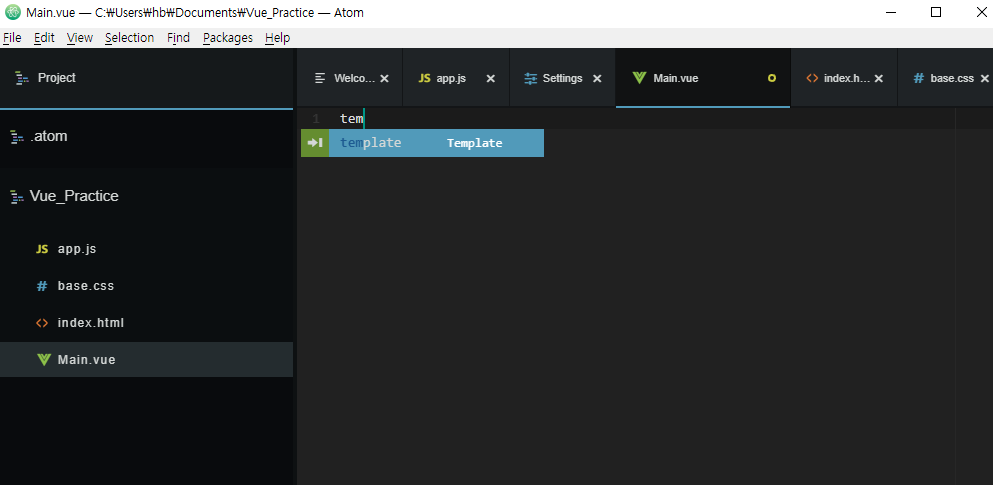 Main.vue — C:₩Users₩hb₩Documents₩Vue_Practice — Atom
File Edit View Selection Find Packages Help
Project
Welco... JS app.js Settings Main.vue <> index.h... # base.css
.atom
Vue_Practice
JS app.js
# base.css
<> index.html
Main.vue
1 tem
template Template